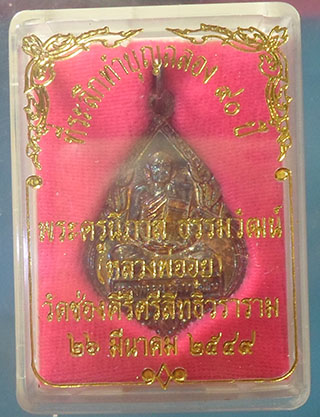 ที่ระลึกทำบุญฉลอง ๕๐ ปี
พระครูนิภาส ธรรมวัฒน์
(หลวงพ่ออุย)
วัดช่องคีรีศรีสิทธิวราราม
๒๖ มีนาคม ๒๕๔๙